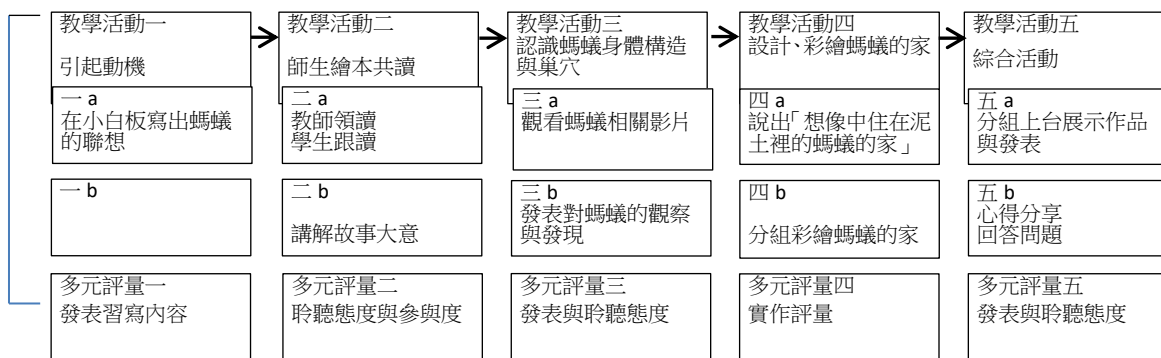 教學活動一
引起動機
教學活動二
師生繪本共讀
教學活動三
認識螞蟻身體構造
與巢穴
教學活動四
設計、彩繪螞蟻的家
教學活動五
綜合活動
一 a
在小白板寫出螞蟻
的聯想
二 a
教師領讀
學生跟讀
三 a
觀看螞蟻相關影片
四 a
說出「想像中住在泥
土裡的螞蟻的家」
五 a
分組上台展示作品
與發表
一 b
二 b
講解故事大意
三 b
發表對螞蟻的觀察
與發現
四 b
分組彩繪螞蟻的家
五 b
心得分享
回答問題
多元評量一
發表習寫內容
多元評量二
聆聽態度與參與度
多元評量三
發表與聆聽態度
多元評量四
實作評量
多元評量五
發表與聆聽態度